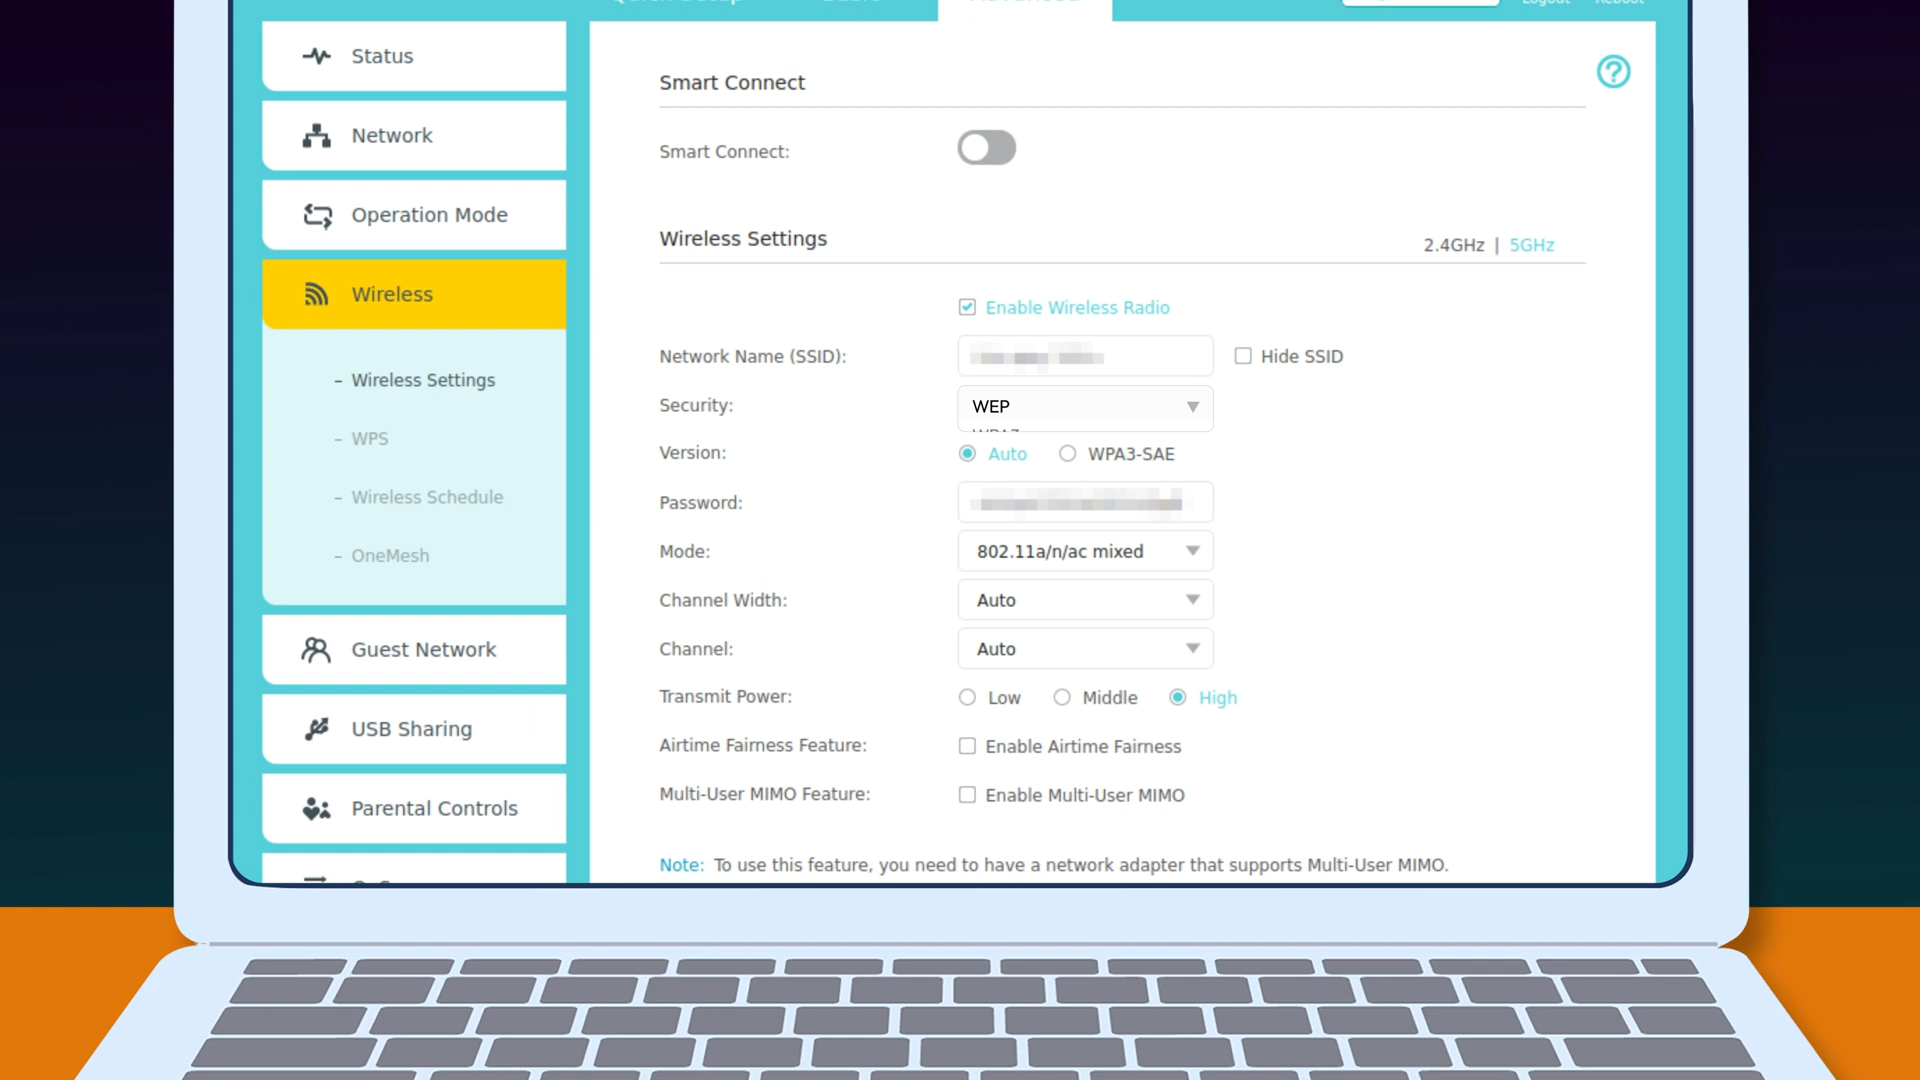 Logout Reboot
Status
Network
Operation Mode
Wireless
- Wireless Settings
- WPS
- Wireless Schedule
- OneMesh
Guest Network
USB Sharing
Parental Controls
Smart Connect
Smart Connect:
Wireless Settings
2.4GHz | 5GHz
Enable Wireless Radio
Network Name (SSID):
Hide SSID
Security: WEP
Version: Auto WPA3-SAE
Password:
Mode: 802.11a/n/ac mixed
Channel Width: Auto
Channel: Auto
Transmit Power: Low Middle High
Airtime Fairness Feature: Enable Airtime Fairness
Multi-User MIMO Feature: Enable Multi-User MIMO
Note: To use this feature, you need to have a network adapter that supports Multi-User MIMO.